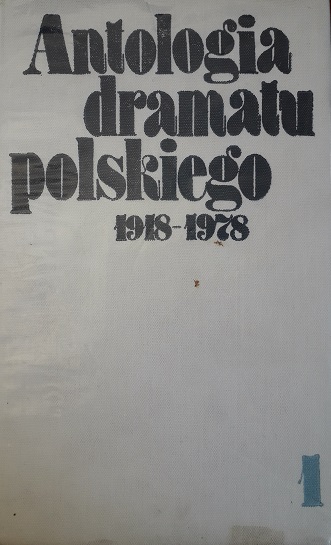 Antologia
dramatu
polskiego
1918-1978
1